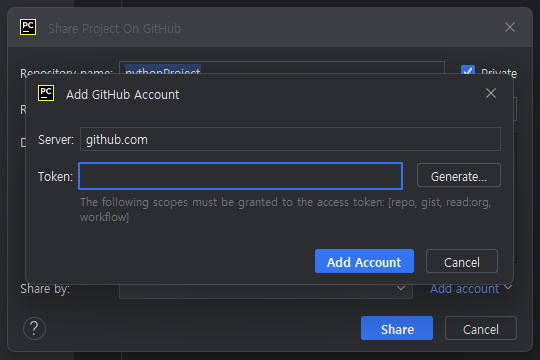 PC Share Project On GitHub
Repository name: pythonProject Private
PC Add GitHub Account
Server: github.com
Token: Generate...
The following scopes must be granted to the access token: [repo, gist, read:org,
workflow]
Add Account Cancel
Share by: Add account
? Share Cancel